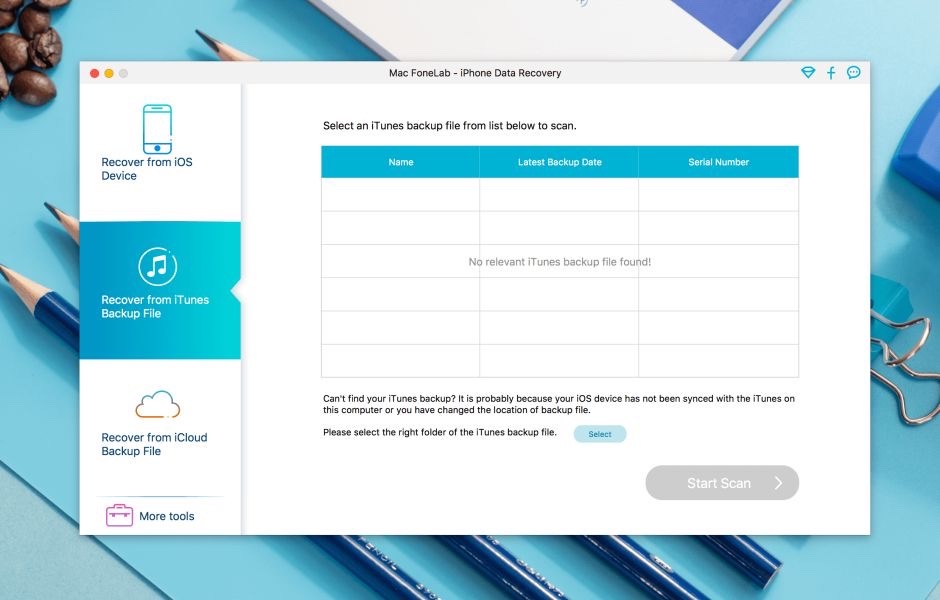 Mac FoneLab - iPhone Data Recovery
Recover from iOS
Device
Recover from iTunes
Backup File
Recover from iCloud
Backup File
More tools
Select an iTunes backup file from list below to scan.
Name
Latest Backup Date
Serial Number
No relevant iTunes backup file found!
Can't find your iTunes backup? It is probably because your iOS device has not been synced with the iTunes on
this computer or you have changed the location of backup file.
Please select the right folder of the iTunes backup file.
Select
Start Scan
PENCIL